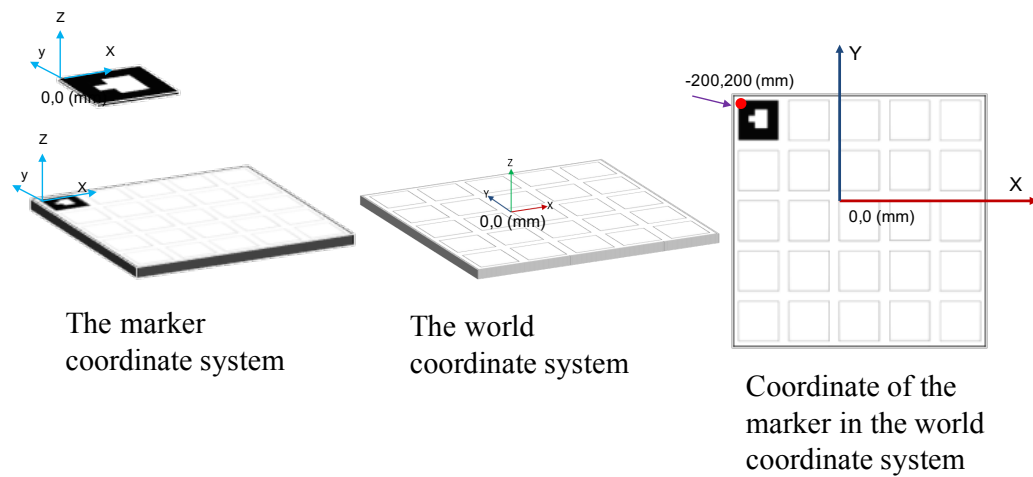 Z
y
X
0,0 (mm)
Z
y
X
The marker
coordinate system
Z
Y
X
0,0 (mm)
The world
coordinate system
Y
-200,200 (mm)
X
0,0 (mm)
Coordinate of the
marker in the world
coordinate system